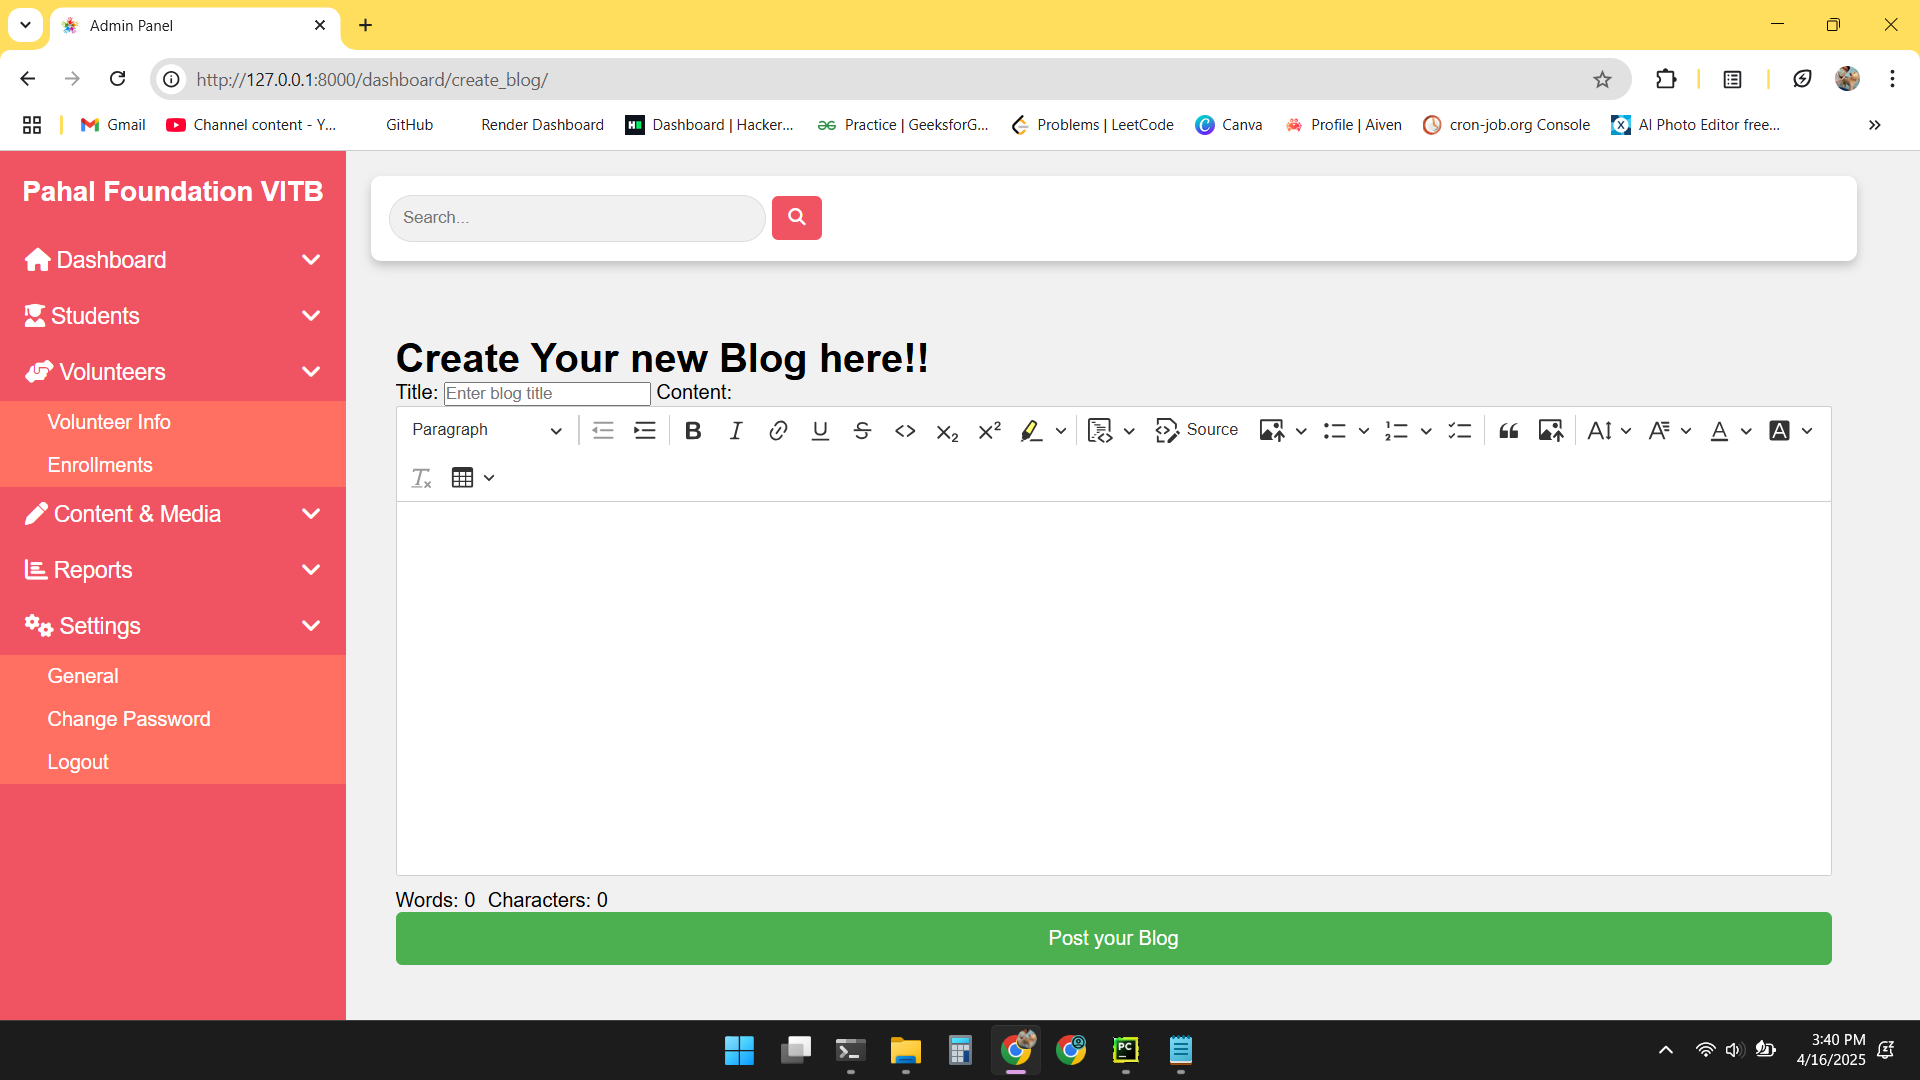 Admin Panel
http://127.0.0.1:8000/dashboard/create_blog/
Gmail
Channel content - Y...
GitHub
Render Dashboard
Dashboard | Hacker...
Practice | GeeksforG...
Problems | LeetCode
Canva
Profile | Aiven
cron-job.org Console
AI Photo Editor free...
Pahal Foundation VITB
Dashboard
Students
Volunteers
Volunteer Info
Enrollments
Content & Media
Reports
Settings
General
Change Password
Logout
Search...
Create Your new Blog here!!
Title: Enter blog title Content:
Paragraph
Source
Words: 0 Characters: 0
Post your Blog
3:40 PM
4/16/2025